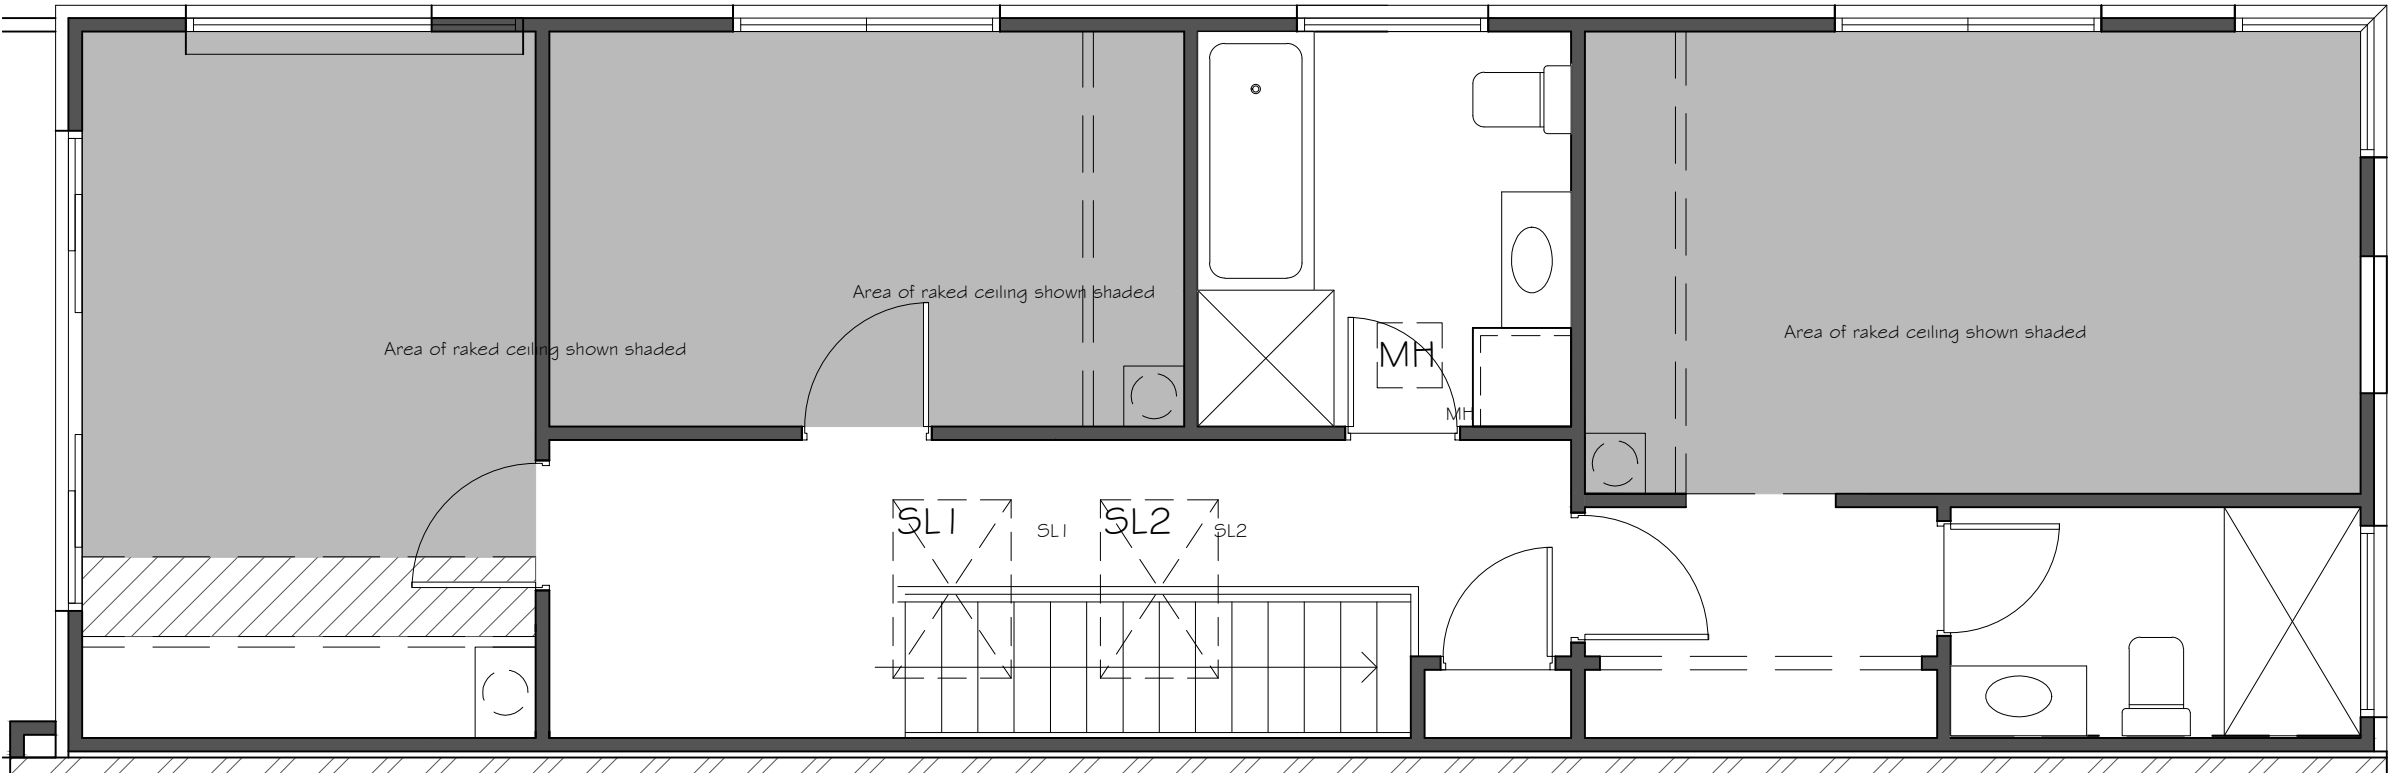 Area of raked ceiling shown shaded
Area of raked ceiling shown shaded
Area of raked ceiling shown shaded
MH
MH
SL1
SL1
SL2
SL2